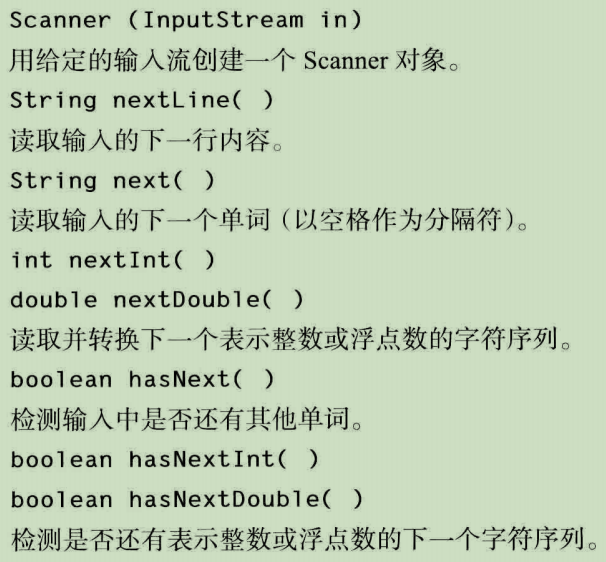 Scanner (InputStream in)
用给定的输入流创建一个 Scanner 对象。
String nextLine( )
读取输入的下一行内容。
String next( )
读取输入的下一个单词（以空格作为分隔符）。
int nextInt( )
double nextDouble( )
读取并转换下一个表示整数或浮点数的字符序列。
boolean hasNext( )
检测输入中是否还有其他单词。
boolean hasNextInt( )
boolean hasNextDouble( )
检测是否还有表示整数或浮点数的下一个字符序列。